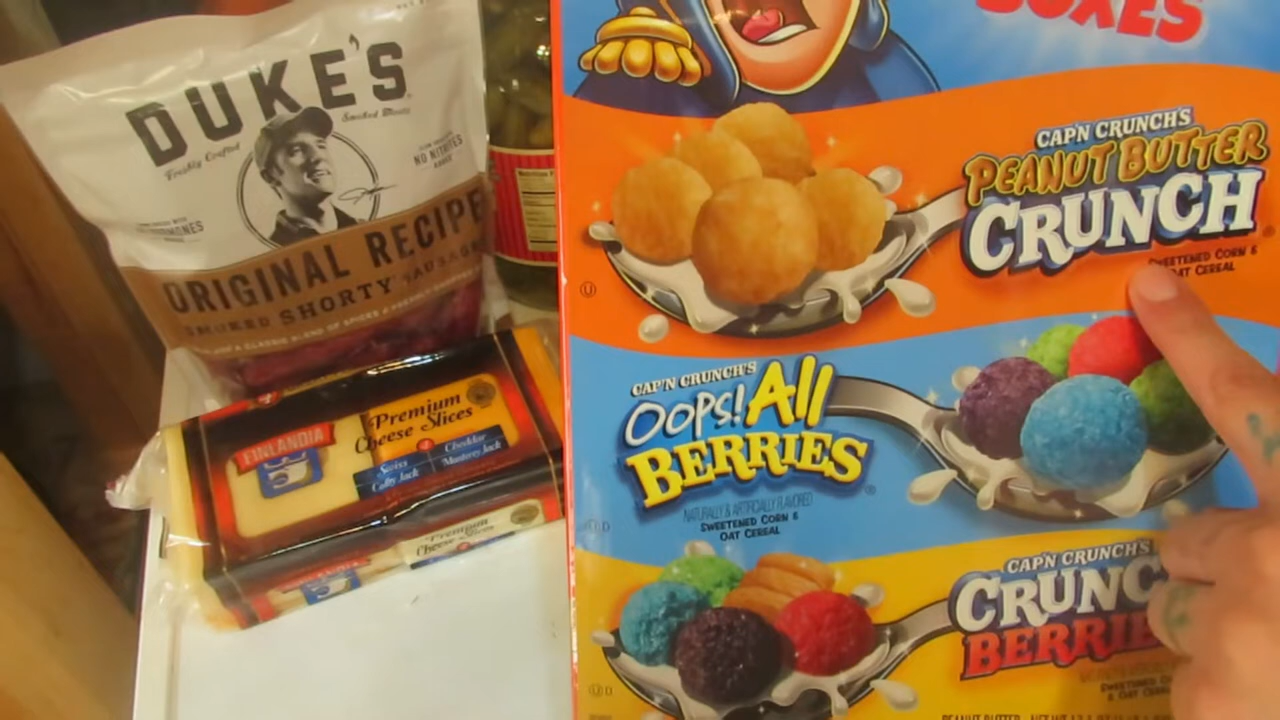 DUKE'S
Smoked Meats
Freshly Crafted
NO NITRITES
ORIGINAL RECIPE
SMOKED SHORTY SAUSAGE
FINLANDIA
Premium
Cheese Slices
Swiss
Colby Jack
Cheddar
Monterey Jack
Premium
Cheese Slices
BOXES
CAP'N CRUNCH'S
PEANUT BUTTER
CRUNCH
SWEETENED CORN &
OAT CEREAL
CAP'N CRUNCH'S
Oops! All
BERRIES
NATURALLY & ARTIFICIALLY FLAVORED
SWEETENED CORN &
OAT CEREAL
CAP'N CRUNCH'S
CRUNC
BERRIE